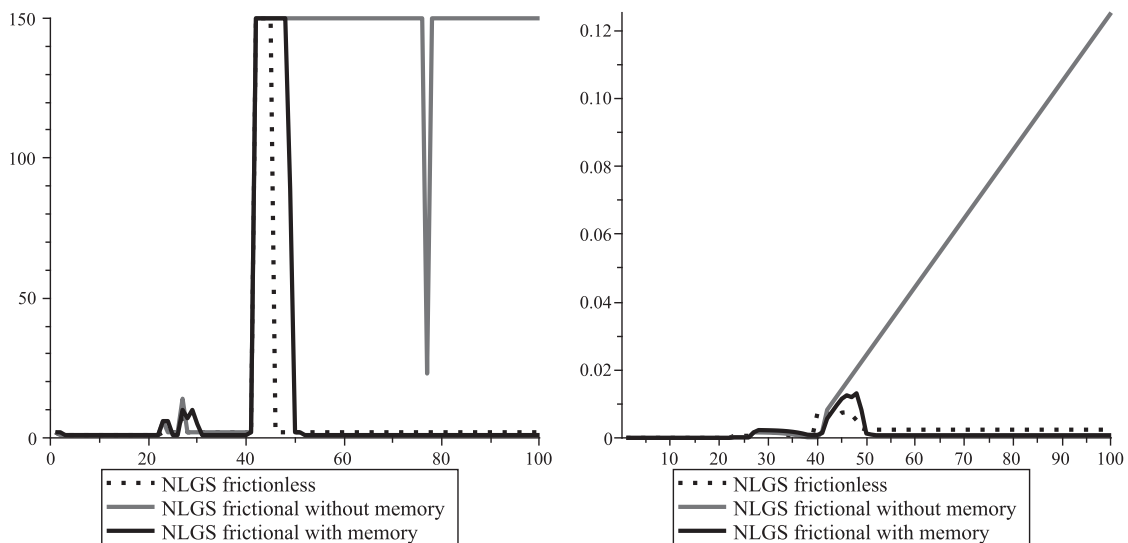 150
100
50
0
0 20 40 60 80 100
NLGS frictionless
NLGS frictional without memory
NLGS frictional with memory
0.12
0.10
0.08
0.06
0.04
0.02
0
10 20 30 40 50 60 70 80 90 100
NLGS frictionless
NLGS frictional without memory
NLGS frictional with memory